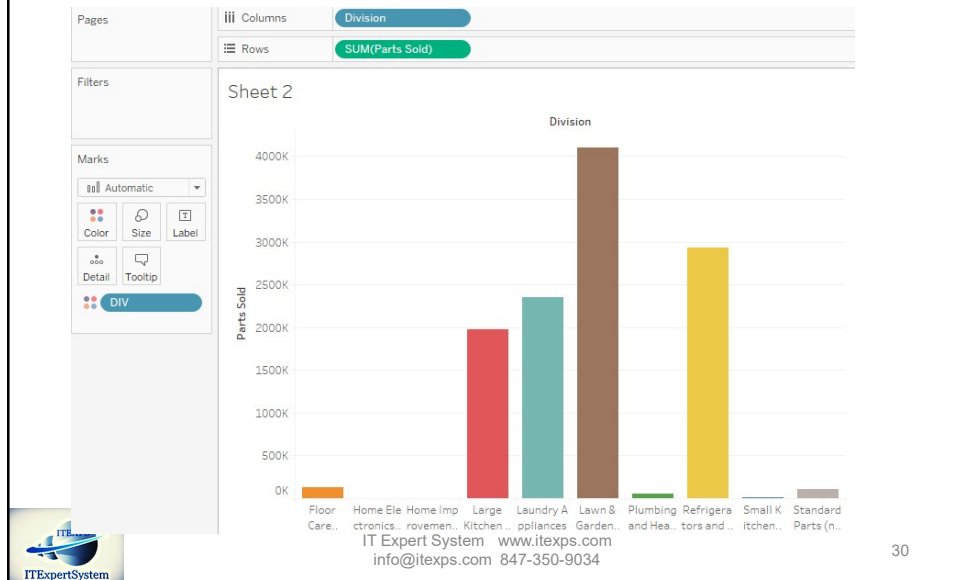 Pages
iii Columns
Division
Rows
SUM(Parts Sold)
Filters
Sheet 2
Division
Marks
Automatic
Color
Size
Label
Detail
Tooltip
DIV
Parts Sold
4000K
3500K
3000K
2500K
2000K
1500K
1000K
500K
0K
Floor Care..
Home Ele ctronics..
Home Imp rovemen..
Large Kitchen ..
Laundry A ppliances
Lawn & Garden..
Plumbing and Hea..
Refrigera tors and ..
Small K itchen..
Standard Parts (n..
IT Expert System www.itexps.com
info@itexps.com 847-350-9034
30
ITExpertSystem